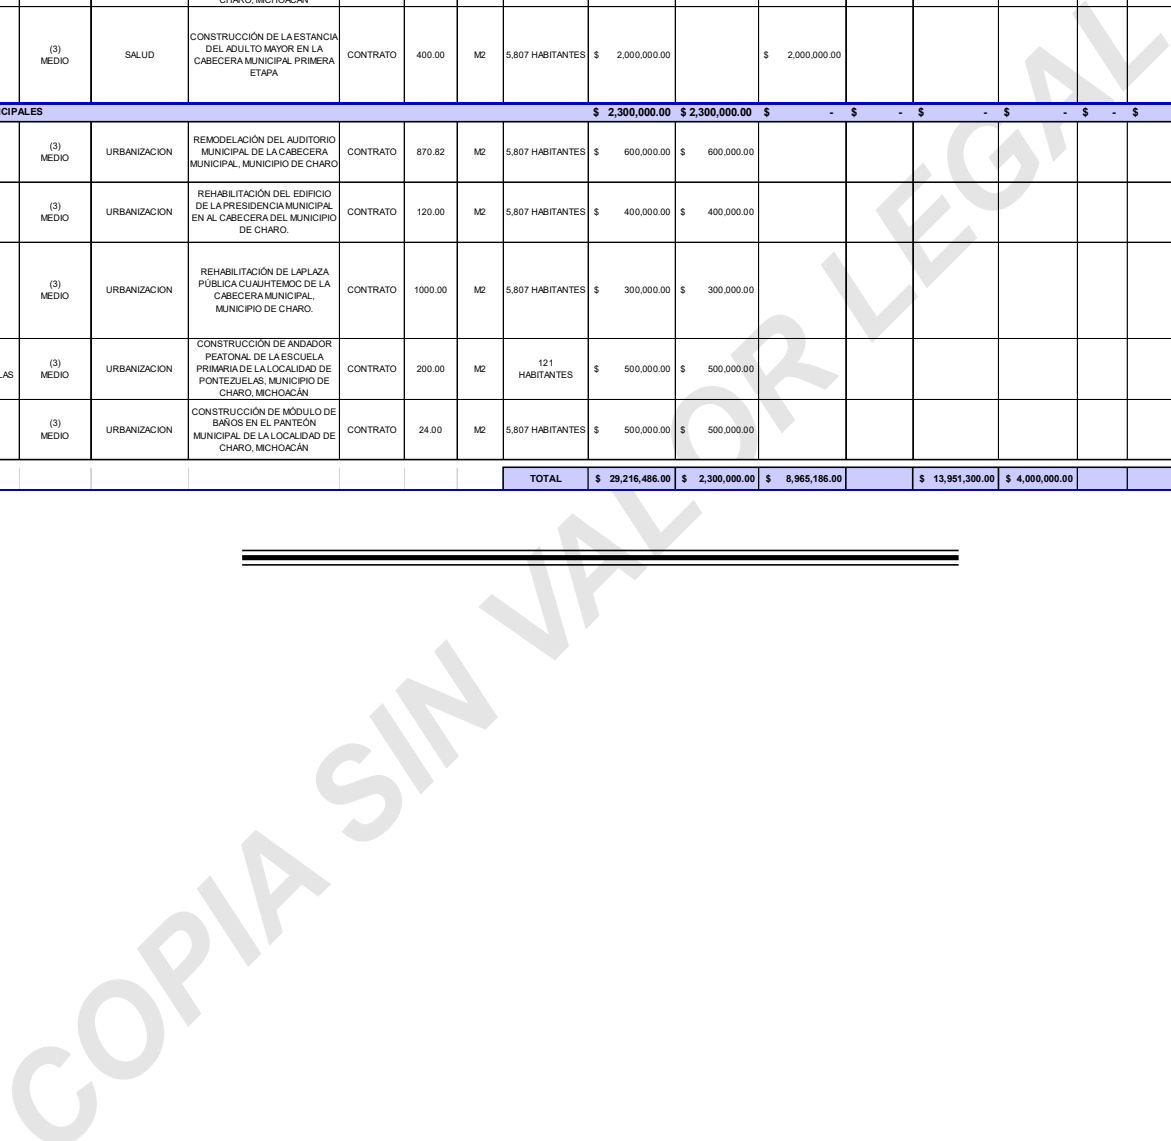 CHARO, MICHOACÁN
(3)
MEDIO
SALUD
CONSTRUCCIÓN DE LA ESTANCIA
DEL ADULTO MAYOR EN LA
CABECERA MUNICIPAL PRIMERA
ETAPA
CONTRATO
400.00
M2
5,807 HABITANTES
$ 2,000,000.00
$ 2,000,000.00
CIPALES $ 2,300,000.00 $ 2,300,000.00 $ - $ - $ - $ - $ - $
(3)
MEDIO
URBANIZACION
REMODELACIÓN DEL AUDITORIO
MUNICIPAL DE LA CABECERA
MUNICIPAL, MUNICIPIO DE CHARO
CONTRATO
870.82
M2
5,807 HABITANTES
$ 600,000.00
$ 600,000.00
(3)
MEDIO
URBANIZACION
REHABILITACIÓN DEL EDIFICIO
DE LA PRESIDENCIA MUNICIPAL
EN AL CABECERA DEL MUNICIPIO
DE CHARO.
CONTRATO
120.00
M2
5,807 HABITANTES
$ 400,000.00
$ 400,000.00
(3)
MEDIO
URBANIZACION
REHABILITACIÓN DE LAPLAZA
PÚBLICA CUAUHTEMOC DE LA
CABECERA MUNICIPAL,
MUNICIPIO DE CHARO.
CONTRATO
1000.00
M2
5,807 HABITANTES
$ 300,000.00
$ 300,000.00
LAS
(3)
MEDIO
URBANIZACION
CONSTRUCCIÓN DE ANDADOR
PEATONAL DE LA ESCUELA
PRIMARIA DE LA LOCALIDAD DE
PONTEZUELAS, MUNICIPIO DE
CHARO, MICHOACÁN
CONTRATO
200.00
M2
121
HABITANTES
$ 500,000.00
$ 500,000.00
(3)
MEDIO
URBANIZACION
CONSTRUCCIÓN DE MÓDULO DE
BAÑOS EN EL PANTEÓN
MUNICIPAL DE LA LOCALIDAD DE
CHARO, MICHOACÁN
CONTRATO
24.00
M2
5,807 HABITANTES
$ 500,000.00
$ 500,000.00
TOTAL $ 29,216,486.00 $ 2,300,000.00 $ 8,965,186.00 $ 13,951,300.00 $ 4,000,000.00
COPIA SIN VALOR LEGAL